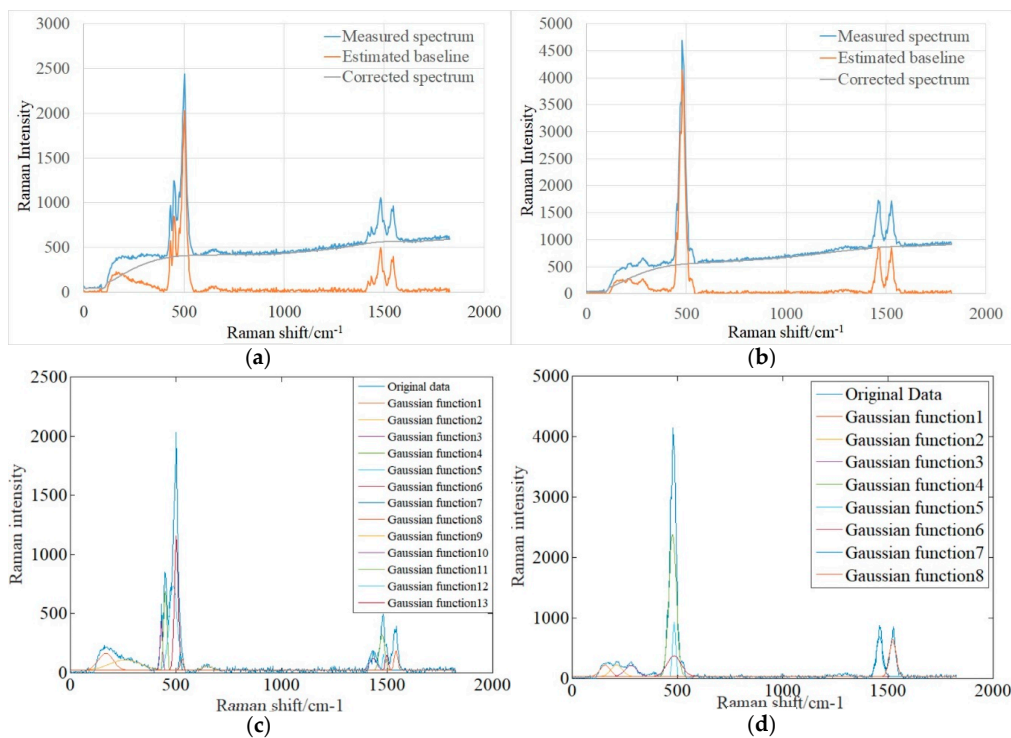 3000
2500
2000
1500
1000
500
0
Raman Intensity
Measured spectrum
Estimated baseline
Corrected spectrum
0 500 1000 1500 2000
Raman shift/cm-1
(a)
5000
4500
4000
3500
3000
2500
2000
1500
1000
500
0
Raman Intensity
Measured spectrum
Estimated baseline
Corrected spectrum
0 500 1000 1500 2000
Raman shift/cm-1
(b)
2500
2000
1500
1000
500
0
Raman intensity
Original data
Gaussian function1
Gaussian function2
Gaussian function3
Gaussian function4
Gaussian function5
Gaussian function6
Gaussian function7
Gaussian function8
Gaussian function9
Gaussian function10
Gaussian function11
Gaussian function12
Gaussian function13
0 500 1000 1500 2000
Raman shift/cm-1
(c)
5000
4000
3000
2000
1000
0
Raman intensity
Original Data
Gaussian function1
Gaussian function2
Gaussian function3
Gaussian function4
Gaussian function5
Gaussian function6
Gaussian function7
Gaussian function8
0 500 1000 1500 2000
Raman shift/cm-1
(d)